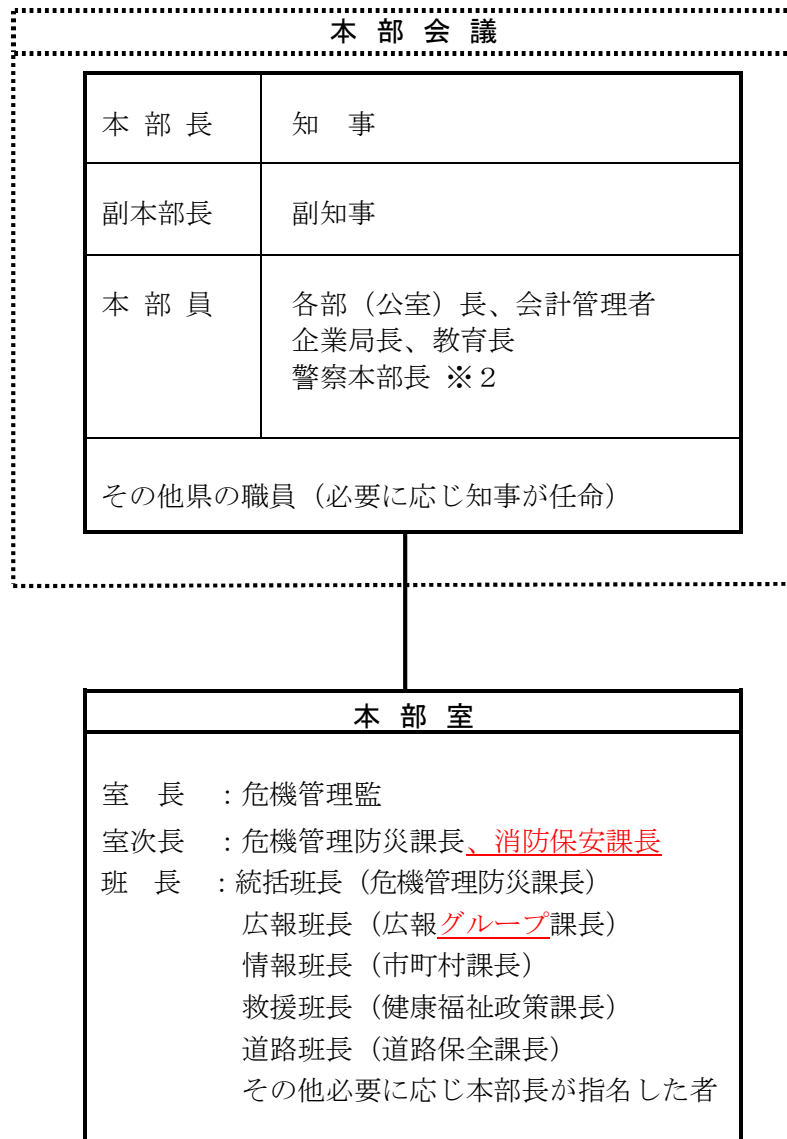 本部会議
本部長 知 事
副本部長 副知事
本部員 各部（公室）長、会計管理者
企業局長、教育長
警察本部長 ※２
その他県の職員（必要に応じ知事が任命）
本部室
室 長 ：危機管理監
室次長 ：危機管理防災課長、消防保安課長
班 長 ：統括班長（危機管理防災課長）
広報班長（広報グループ課長）
情報班長（市町村課長）
救援班長（健康福祉政策課長）
道路班長（道路保全課長）
その他必要に応じ本部長が指名した者